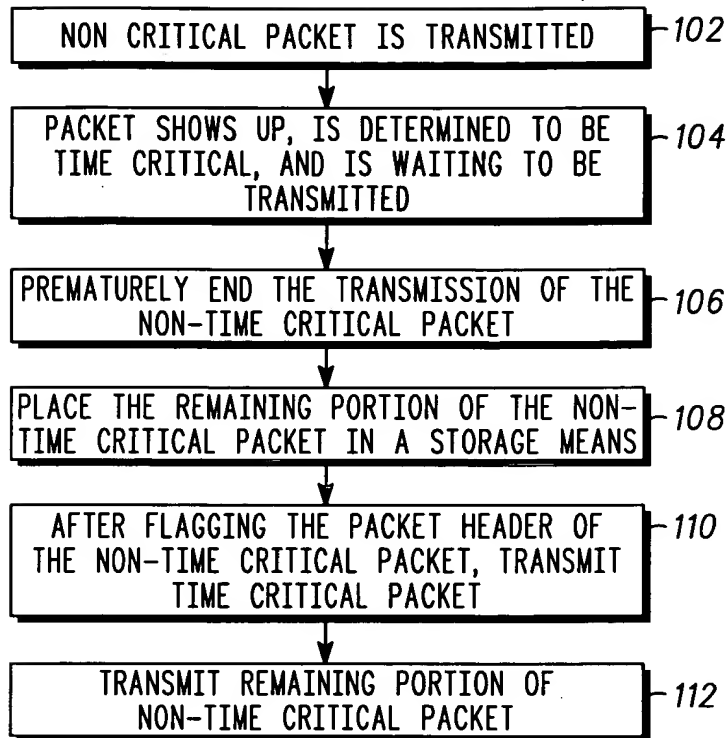 NON CRITICAL PACKET IS TRANSMITTED
102
PACKET SHOWS UP, IS DETERMINED TO BE
TIME CRITICAL, AND IS WAITING TO BE
TRANSMITTED
104
PREMATURELY END THE TRANSMISSION OF THE
NON-TIME CRITICAL PACKET
106
PLACE THE REMAINING PORTION OF THE NON-
TIME CRITICAL PACKET IN A STORAGE MEANS
108
AFTER FLAGGING THE PACKET HEADER OF
THE NON-TIME CRITICAL PACKET, TRANSMIT
TIME CRITICAL PACKET
110
TRANSMIT REMAINING PORTION OF
NON-TIME CRITICAL PACKET
112